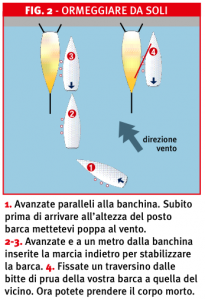 FIG. 2 - ORMEGGIARE DA SOLI
3
4
2
direzione
vento
1
1. Avanzate paralleli alla banchina. Subito
prima di arrivare all'altezza del posto
barca mettetevi poppa al vento.
2-3. Avanzate e a un metro dalla banchina
inserite la marcia indietro per stabilizzare
la barca. 4. Fissate un traversino dalle
bitte di prua della vostra barca a quella del
vicino. Ora potete prendere il corpo morto.